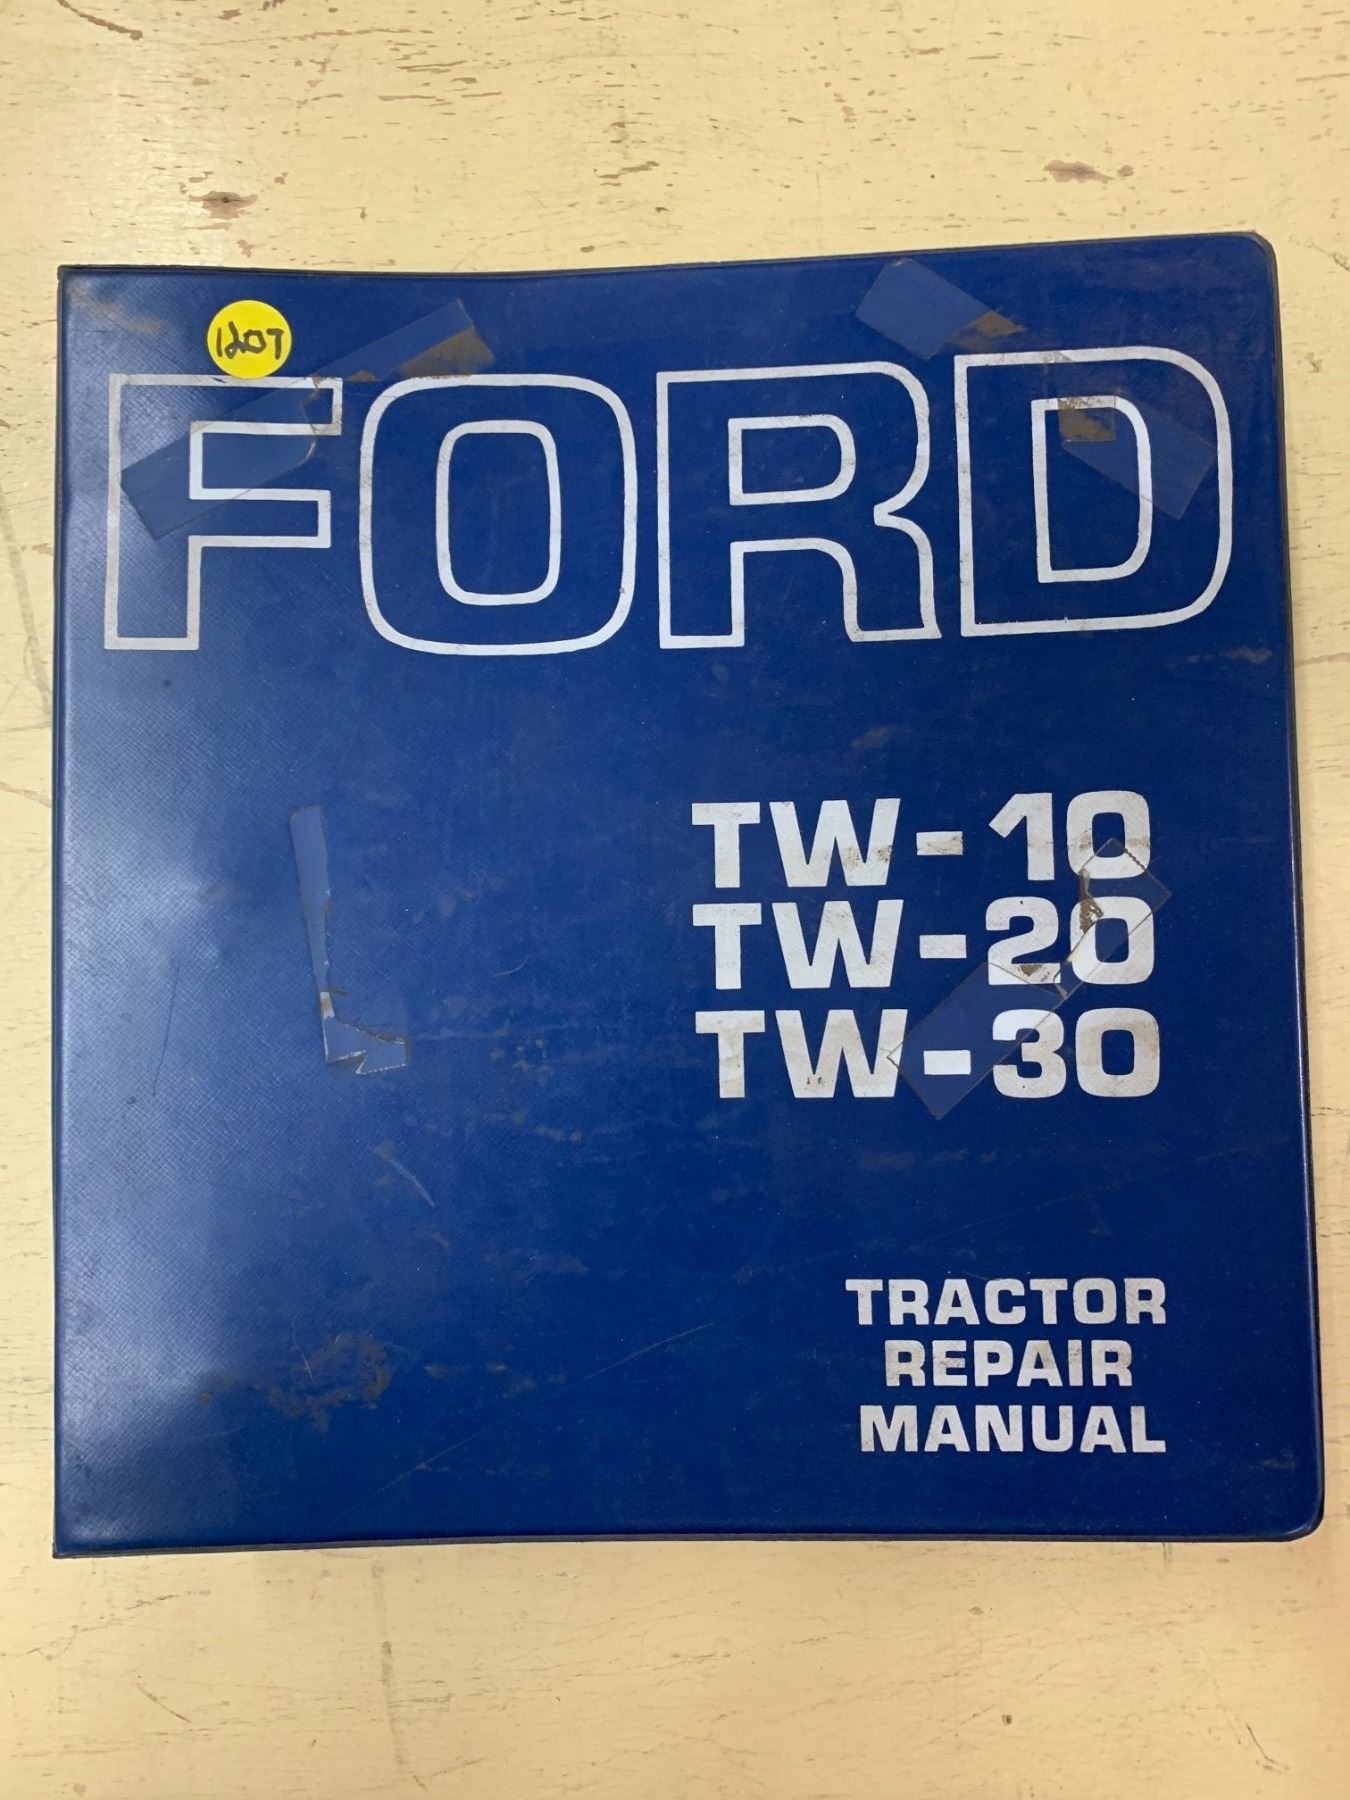 1207
FORD
TW-10
TW-20
TW-30
TRACTOR
REPAIR
MANUAL